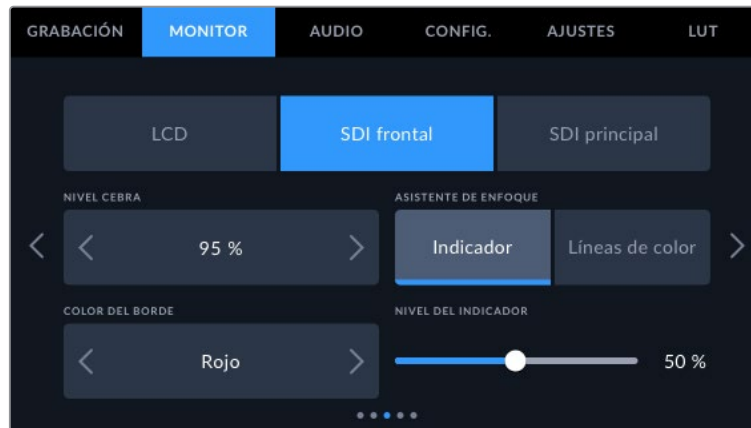 GRABACIÓN MONITOR AUDIO CONFIG. AJUSTES LUT
LCD SDI frontal SDI principal
NIVEL CEBRA ASISTENTE DE ENFOQUE
95 % Indicador Líneas de color
COLOR DEL BORDE NIVEL DEL INDICADOR
Rojo 50 %